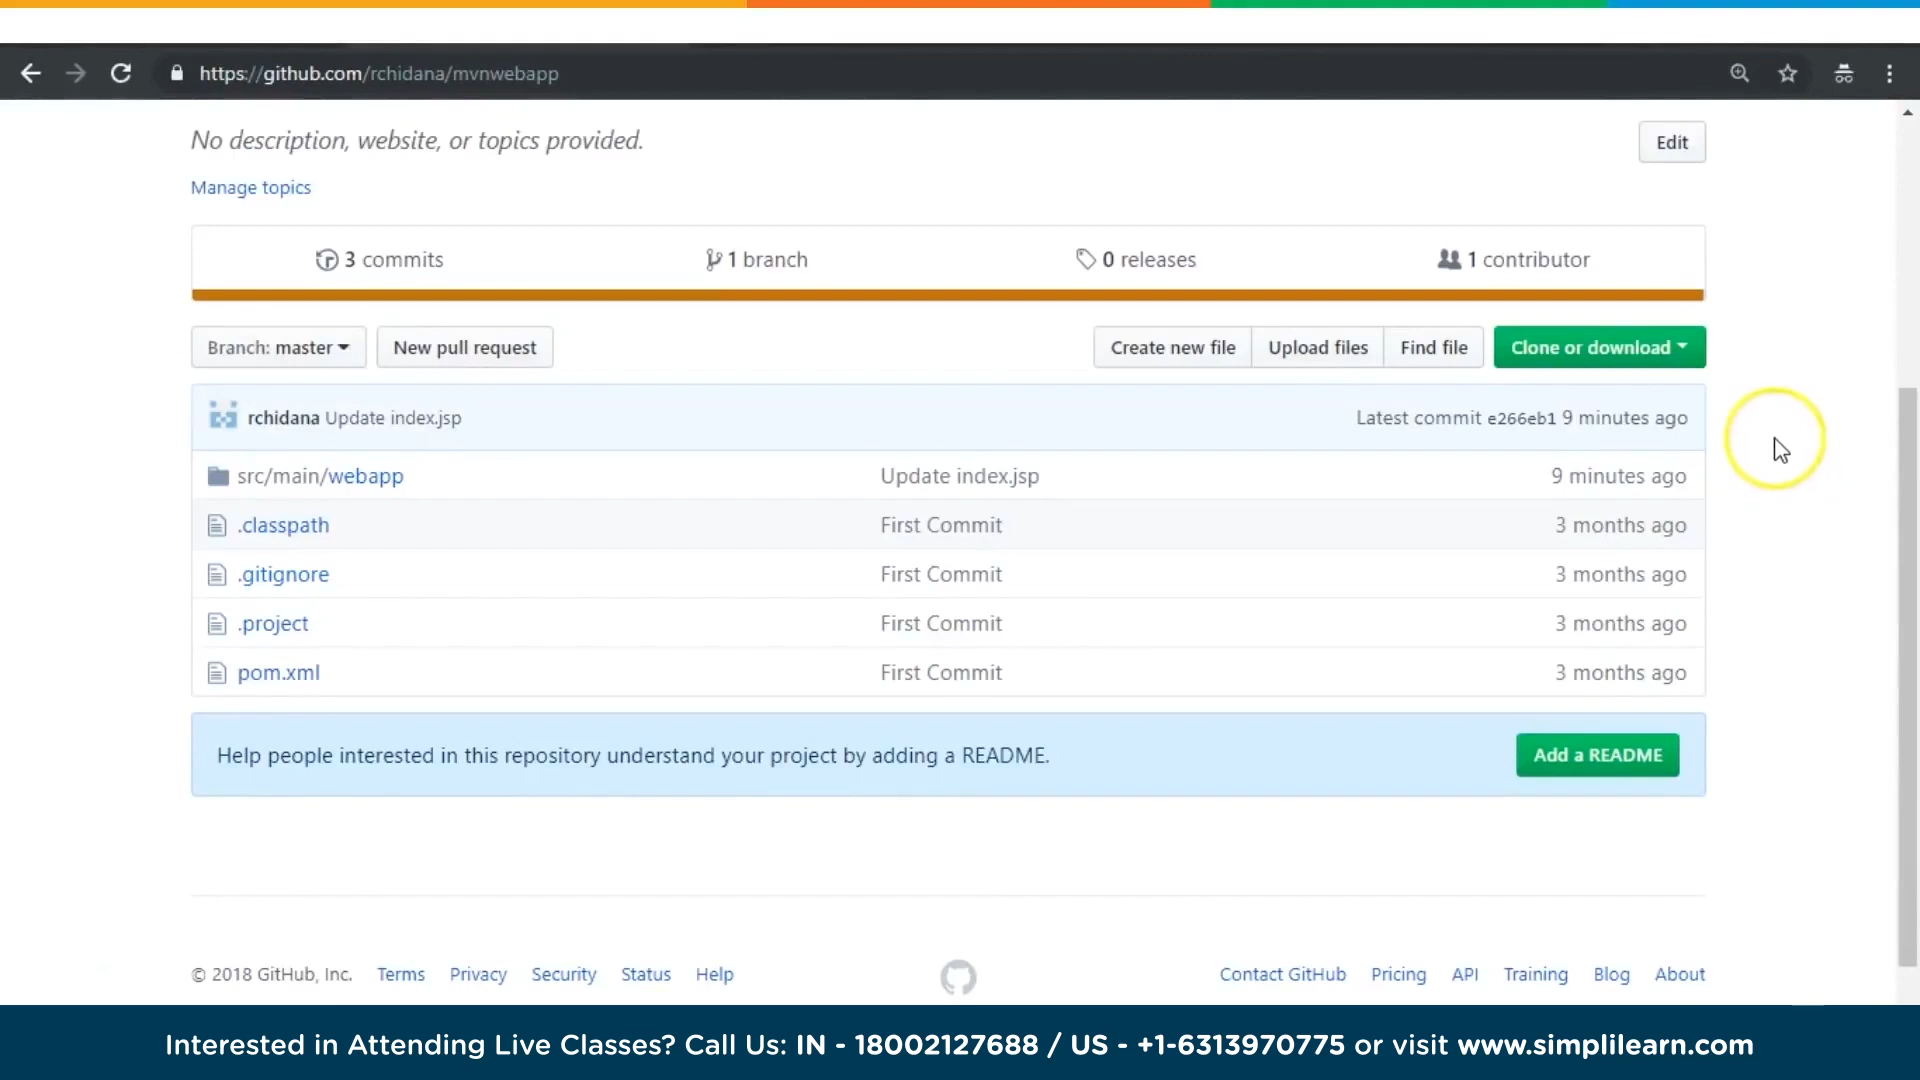 https://github.com/rchidana/mvnwebapp
No description, website, or topics provided.
Edit
Manage topics
3 commits
1 branch
0 releases
1 contributor
Branch: master
New pull request
Create new file
Upload files
Find file
Clone or download
rchidana Update index.jsp
Latest commit e266eb1 9 minutes ago
src/main/webapp Update index.jsp 9 minutes ago
.classpath First Commit 3 months ago
.gitignore First Commit 3 months ago
.project First Commit 3 months ago
pom.xml First Commit 3 months ago
Help people interested in this repository understand your project by adding a README.
Add a README
© 2018 GitHub, Inc. Terms Privacy Security Status Help
Contact GitHub Pricing API Training Blog About
Interested in Attending Live Classes? Call Us: IN - 18002127688 / US - +1-6313970775 or visit www.simplilearn.com